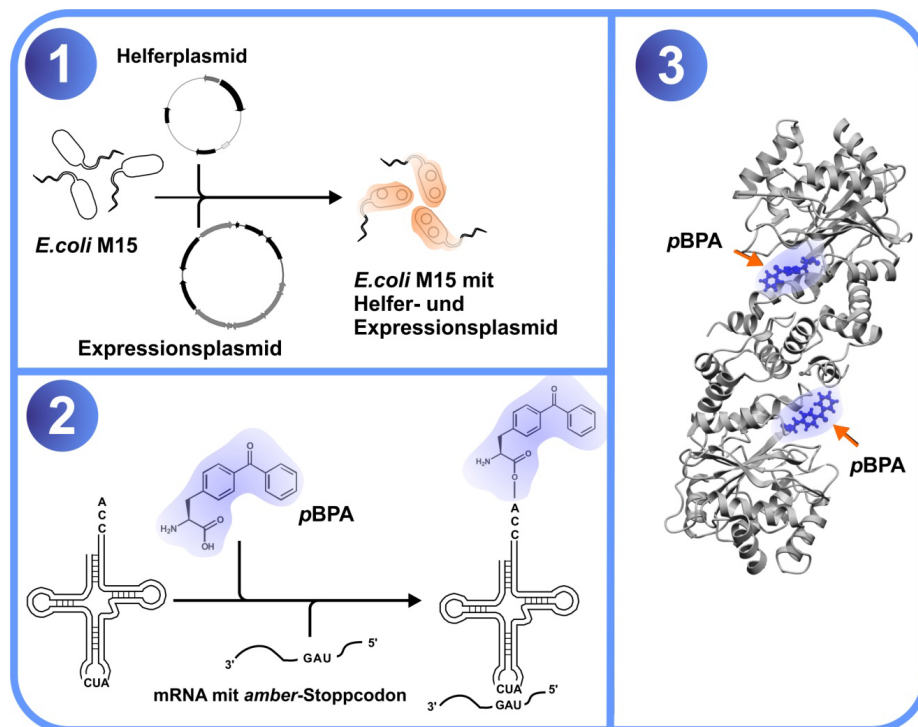 1
Helferplasmid
E.coli M15
Expressionsplasmid
E.coli M15 mit
Helfer- und
Expressionsplasmid
2
A
C
C
CUA
H₂N
O
OH
O
pBPA
3' GAU 5'
mRNA mit amber-Stoppcodon
O
H₂N
O
O
A
C
C
CUA
3' GAU 5'
3
pBPA
pBPA